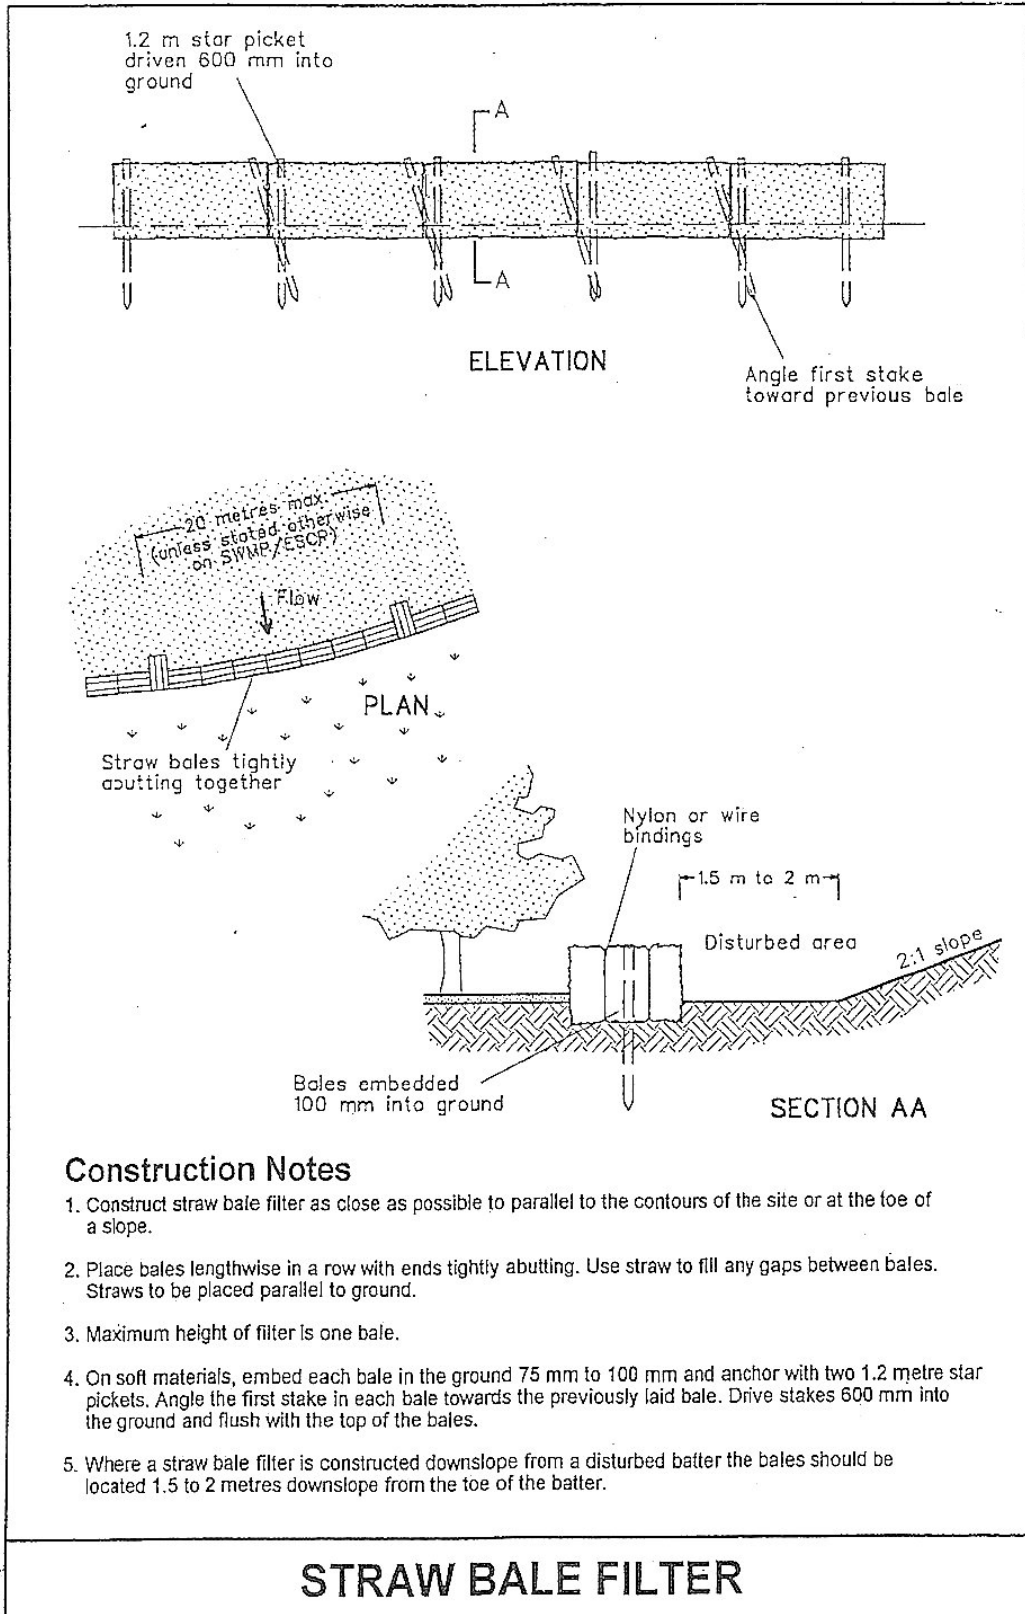 1.2 m star picket
driven 600 mm into
ground
A
A
ELEVATION
Angle first stake
toward previous bale
20 metres max.
(unless stated otherwise
on SWMP/ESCP)
Flow
PLAN
Straw bales tightly
abutting together
Nylon or wire
bindings
1.5 m to 2 m
Disturbed area
2:1 slope
Bales embedded
100 mm into ground
SECTION AA
Construction Notes
1. Construct straw bale filter as close as possible to parallel to the contours of the site or at the toe of
a slope.
2. Place bales lengthwise in a row with ends tightly abutting. Use straw to fill any gaps between bales.
Straws to be placed parallel to ground.
3. Maximum height of filter is one bale.
4. On soft materials, embed each bale in the ground 75 mm to 100 mm and anchor with two 1.2 metre star
pickets. Angle the first stake in each bale towards the previously laid bale. Drive stakes 600 mm into
the ground and flush with the top of the bales.
5. Where a straw bale filter is constructed downslope from a disturbed batter the bales should be
located 1.5 to 2 metres downslope from the toe of the batter.
STRAW BALE FILTER